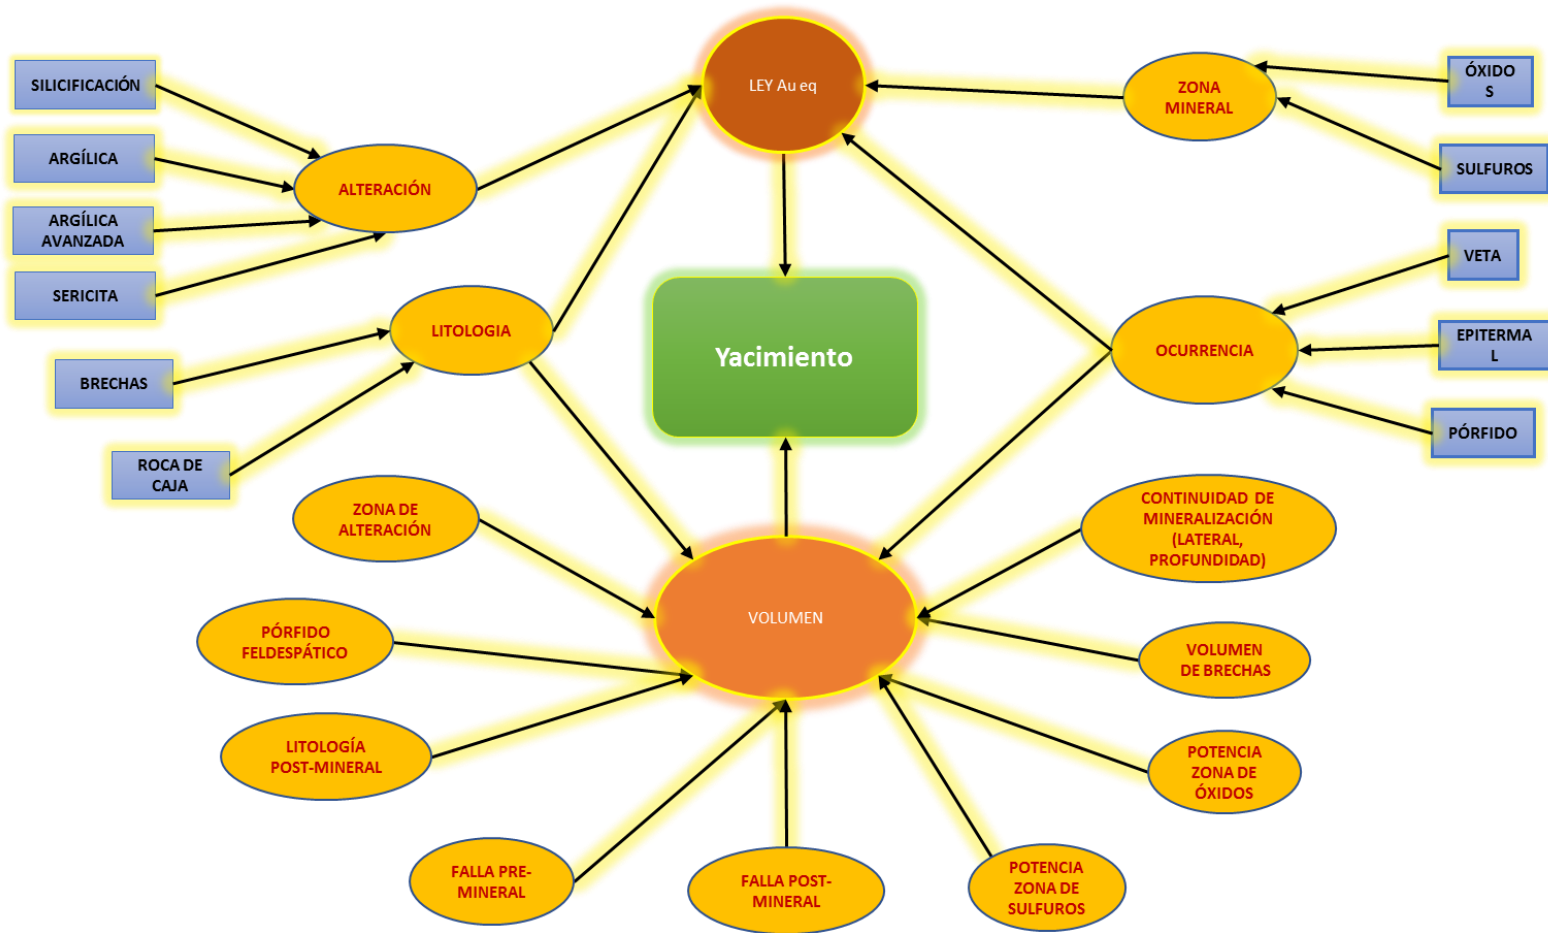 LEY Au eq
SILICIFICACIÓN
ARGÍLICA
ARGÍLICA
AVANZADA
SERICITA
ALTERACIÓN
ZONA
MINERAL
ÓXIDO
S
SULFUROS
LITOLOGIA
BRECHAS
ROCA DE
CAJA
Yacimiento
OCURRENCIA
VETA
EPITERMA
L
PÓRFIDO
ZONA DE
ALTERACIÓN
CONTINUIDAD DE
MINERALIZACIÓN
(LATERAL,
PROFUNDIDAD)
VOLUMEN
PÓRFIDO
FELDESPÁTICO
VOLUMEN
DE BRECHAS
LITOLOGÍA
POST-MINERAL
POTENCIA
ZONA DE
ÓXIDOS
FALLA PRE-
MINERAL
FALLA POST-
MINERAL
POTENCIA
ZONA DE
SULFUROS